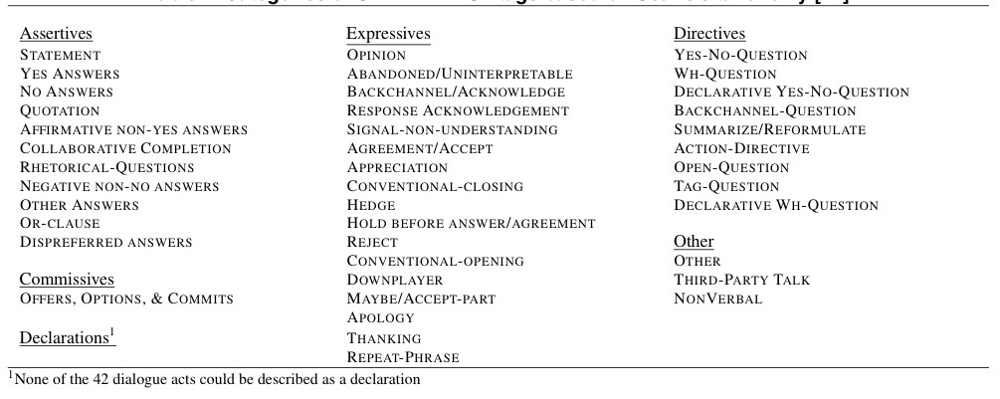 Assertives
STATEMENT
YES ANSWERS
NO ANSWERS
QUOTATION
AFFIRMATIVE NON-YES ANSWERS
COLLABORATIVE COMPLETION
RHETORICAL-QUESTIONS
NEGATIVE NON-NO ANSWERS
OTHER ANSWERS
OR-CLAUSE
DISPREFERRED ANSWERS
Commissives
OFFERS, OPTIONS, & COMMITS
Declarations1
Expressives
OPINION
ABANDONED/UNINTERPRETABLE
BACKCHANNEL/ACKNOWLEDGE
RESPONSE ACKNOWLEDGEMENT
SIGNAL-NON-UNDERSTANDING
AGREEMENT/ACCEPT
APPRECIATION
CONVENTIONAL-CLOSING
HEDGE
HOLD BEFORE ANSWER/AGREEMENT
REJECT
CONVENTIONAL-OPENING
DOWNPLAYER
MAYBE/ACCEPT-PART
APOLOGY
THANKING
REPEAT-PHRASE
Directives
YES-NO-QUESTION
WH-QUESTION
DECLARATIVE YES-NO-QUESTION
BACKCHANNEL-QUESTION
SUMMARIZE/REFORMULATE
ACTION-DIRECTIVE
OPEN-QUESTION
TAG-QUESTION
DECLARATIVE WH-QUESTION
Other
OTHER
THIRD-PARTY TALK
NONVERBAL
1None of the 42 dialogue acts could be described as a declaration